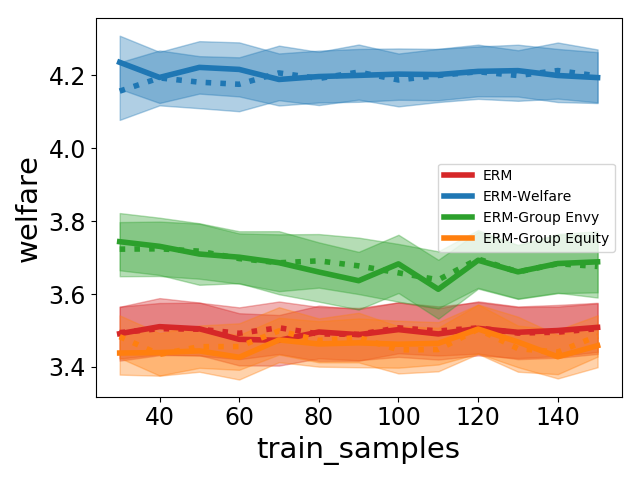 4.2
4.0
3.8
3.6
3.4
welfare
ERM
ERM-Welfare
ERM-Group Envy
ERM-Group Equity
40 60 80 100 120 140
train_samples